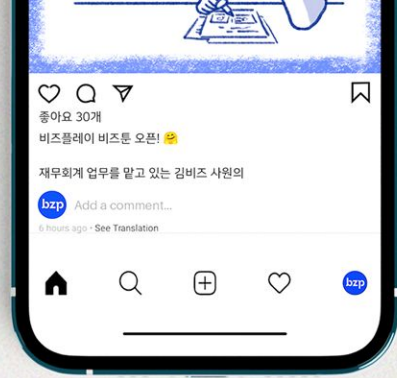 좋아요 30개
비즈플레이 비즈툰 오픈! 🤗
재무회계 업무를 맡고 있는 김비즈 사원의
bzp Add a comment...
6 hours ago • See Translation
bzp